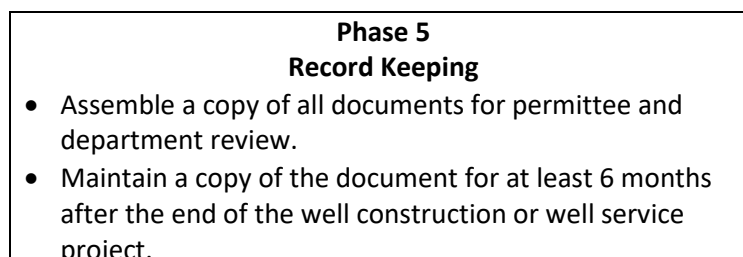 Phase 5
Record Keeping
• Assemble a copy of all documents for permittee and
department review.
• Maintain a copy of the document for at least 6 months
after the end of the well construction or well service
project.